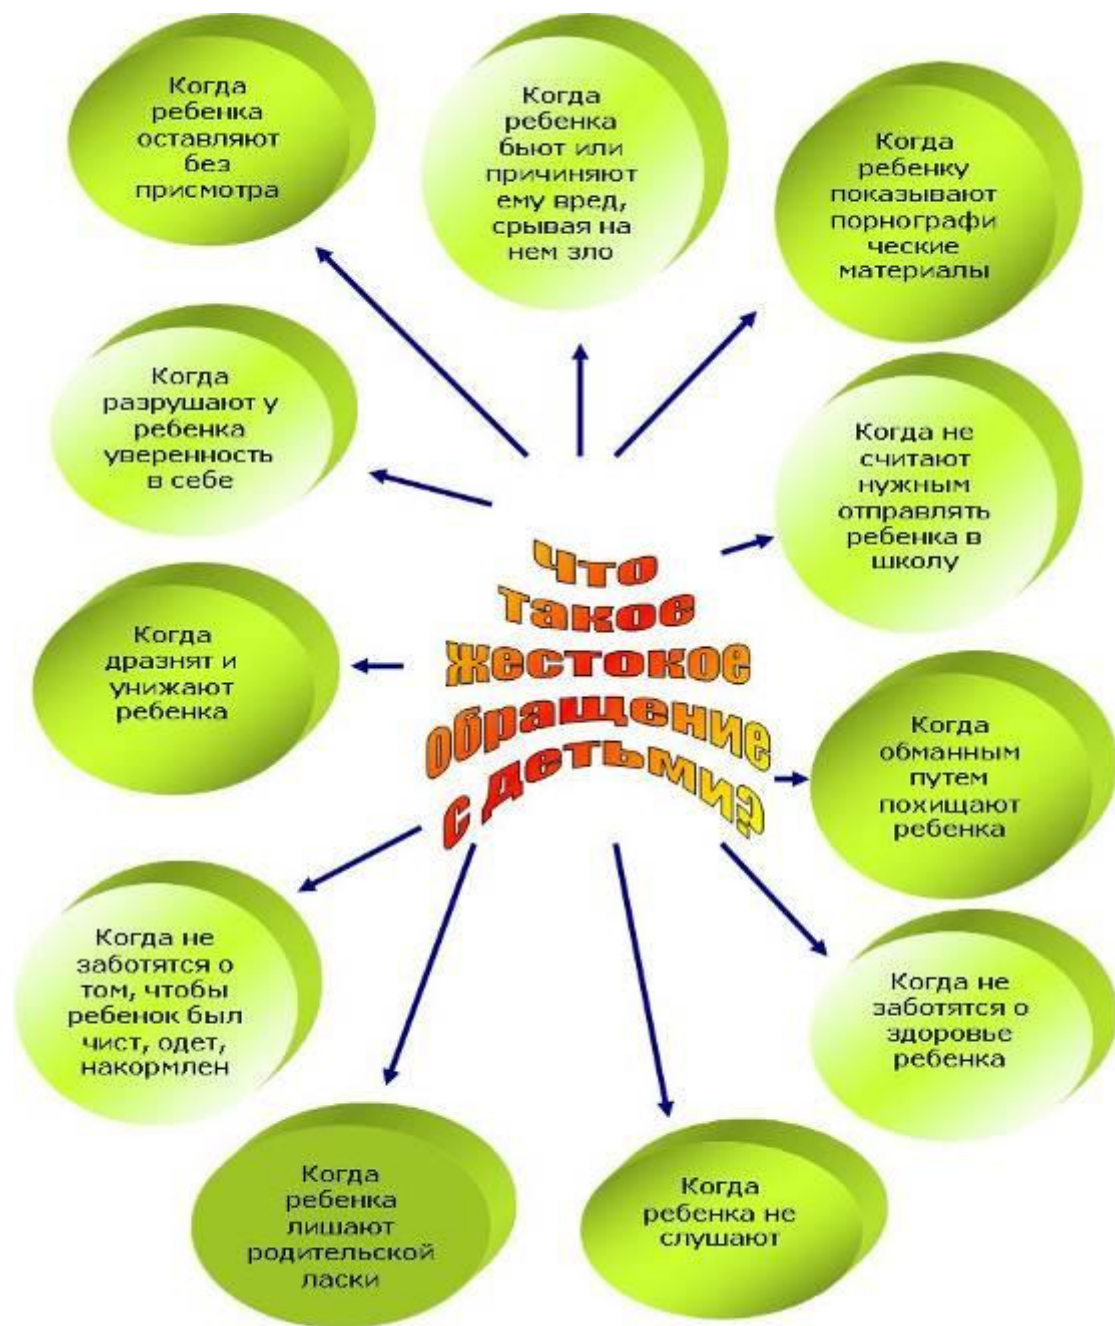 Когда
ребенка
оставляют
без
присмотра
Когда
ребенка
бьют или
причиняют
ему вред,
срывая на
нем зло
Когда
ребенку
показывают
порнографи
ческие
материалы
Когда
разрушают у
ребенка
уверенность
в себе
Когда не
считают
нужным
отправлять
ребенка в
школу
Что
такое
жестокое
обращение
с детьми?
Когда
дразнят и
унижают
ребенка
Когда
обманным
путем
похищают
ребенка
Когда не
заботятся о
том, чтобы
ребенок был
чист, одет,
накормлен
Когда не
заботятся о
здоровье
ребенка
Когда
ребенка
лишают
родительской
ласки
Когда
ребенка не
слушают